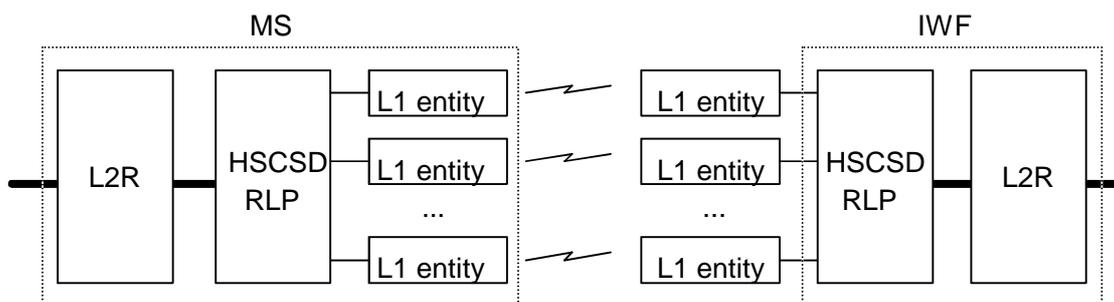 MS
IWF
L1 entity
L1 entity
L1 entity
L1 entity
L2R
HSCSD
RLP
HSCSD
RLP
L2R
...
...
L1 entity
L1 entity